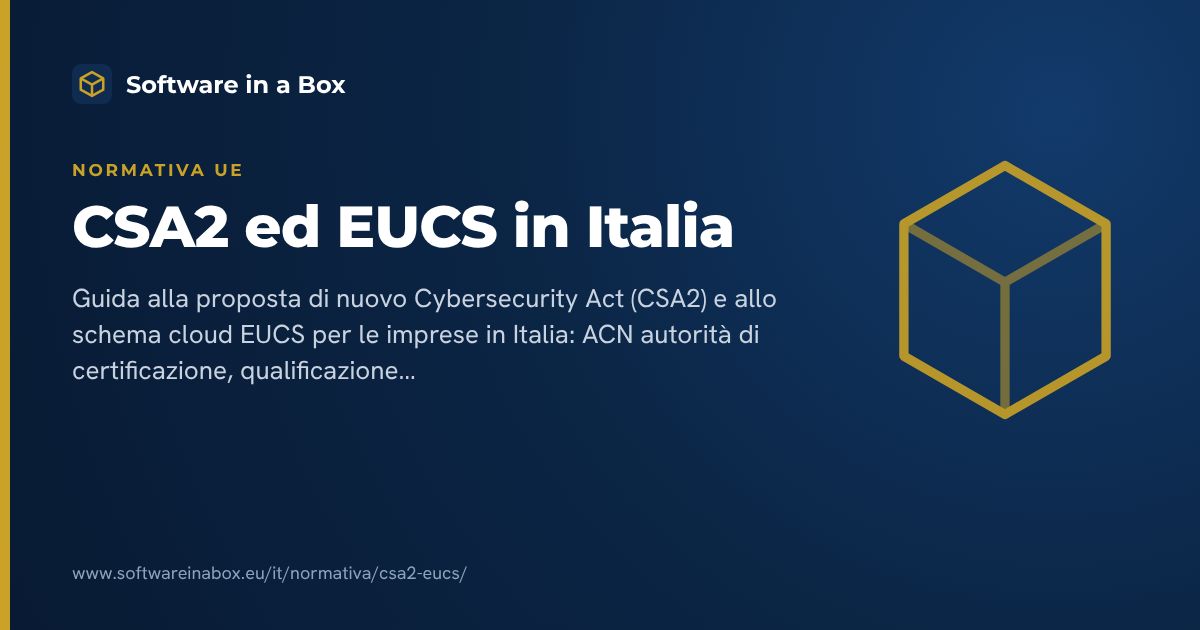 Software in a Box
NORMATIVA UE
CSA2 ed EUCS in Italia
Guida alla proposta di nuovo Cybersecurity Act (CSA2) e allo
schema cloud EUCS per le imprese in Italia: ACN autorità di
certificazione, qualificazione…
www.softwareinabox.eu/it/normativa/csa2-eucs/